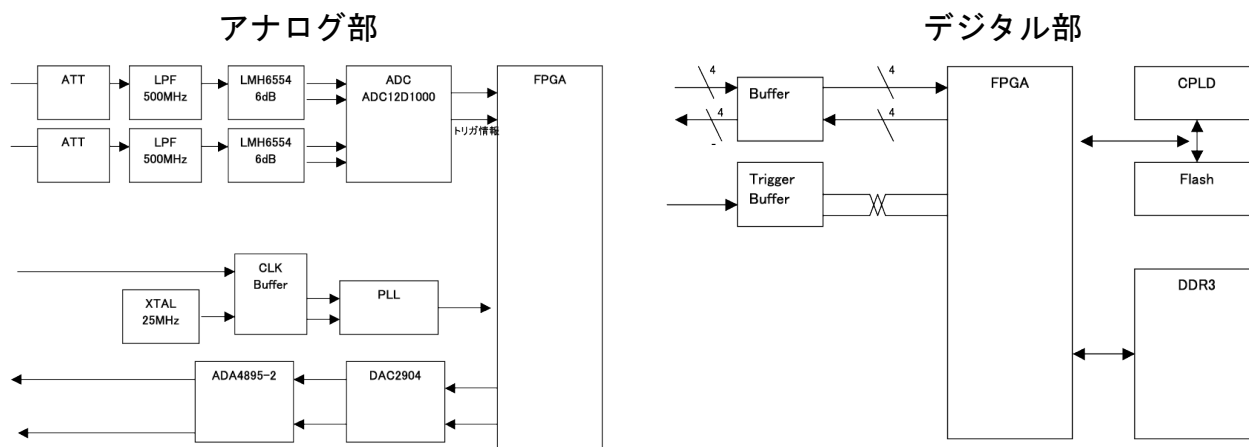 アナログ部
ATT
LPF
500MHz
LMH6554
6dB
ADC
ADC12D1000
FPGA
トリガ情報
ATT
LPF
500MHz
LMH6554
6dB
CLK
Buffer
XTAL
25MHz
PLL
ADA4895-2
DAC2904
デジタル部
4
4
Buffer
4
4
FPGA
CPLD
Flash
Trigger
Buffer
DDR3